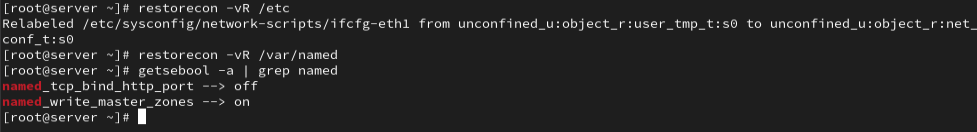 [root@server ~]# restorecon -vR /etc
Relabeled /etc/sysconfig/network-scripts/ifcfg-eth1 from unconfined_u:object_r:user_tmp_t:s0 to unconfined_u:object_r:net_
conf_t:s0
[root@server ~]# restorecon -vR /var/named
[root@server ~]# getsebool -a | grep named
named_tcp_bind_http_port --> off
named_write_master_zones --> on
[root@server ~]#